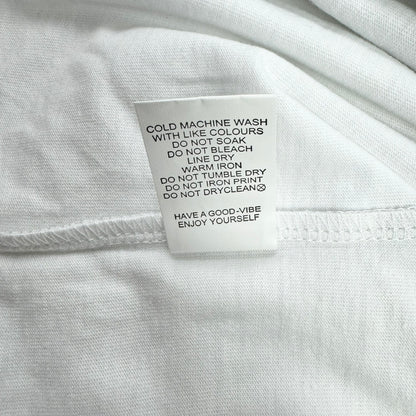 COLD MACHINE WASH
WITH LIKE COLOURS
DO NOT SOAK
DO NOT BLEACH
LINE DRY
WARM IRON
DO NOT TUMBLE DRY
DO NOT IRON PRINT
DO NOT DRYCLEAN
HAVE A GOOD-VIBE
ENJOY YOURSELF